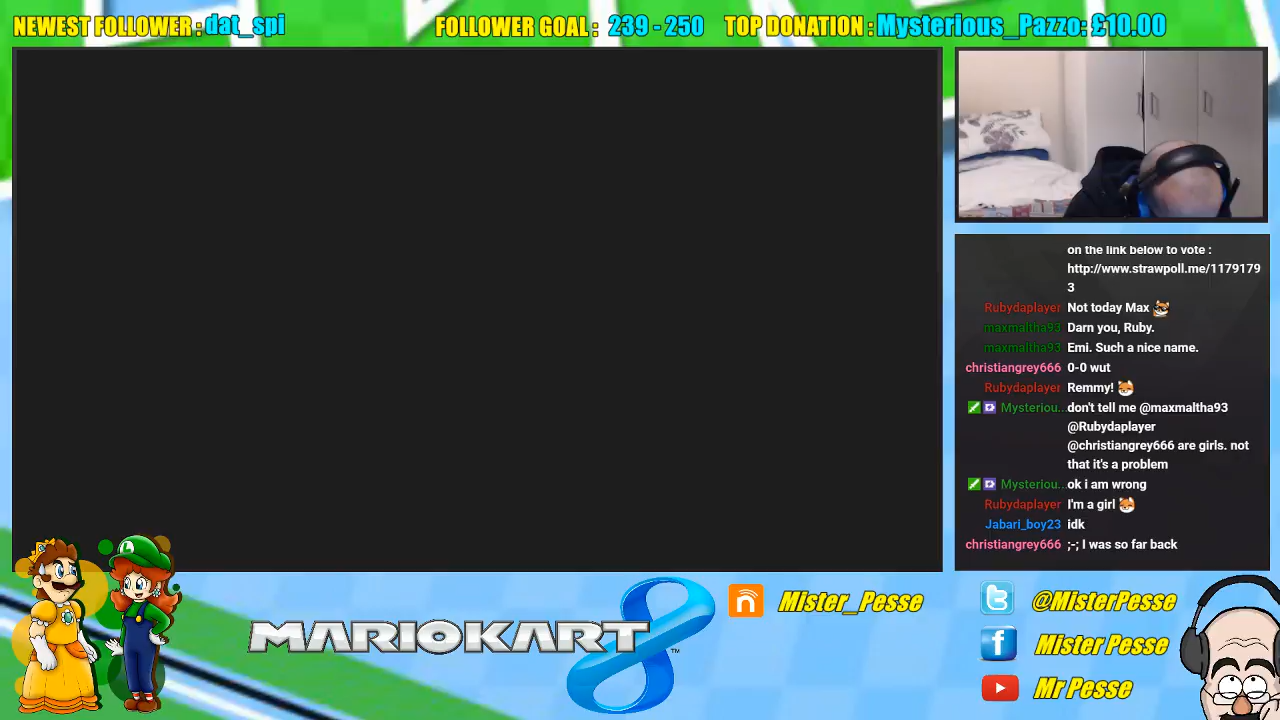 NEWEST FOLLOWER : dat_spi
FOLLOWER GOAL : 239 - 250
TOP DONATION : Mysterious_Pazzo: £10.00
on the link below to vote :
http://www.strawpoll.me/1179179
3
Rubydaplayer Not today Max
maxmaltha93 Darn you, Ruby.
maxmaltha93 Emi. Such a nice name.
christiangrey666 0-0 wut
Rubydaplayer Remmy!
Mysteriou... don't tell me @maxmaltha93
@Rubydaplayer
@christiangrey666 are girls. not
that it's a problem
Mysteriou... ok i am wrong
Rubydaplayer I'm a girl
Jabari_boy23 idk
christiangrey666 ;-; I was so far back
MARIOKART 8 ™
Mister_Pesse
@MisterPesse
Mister Pesse
Mr Pesse